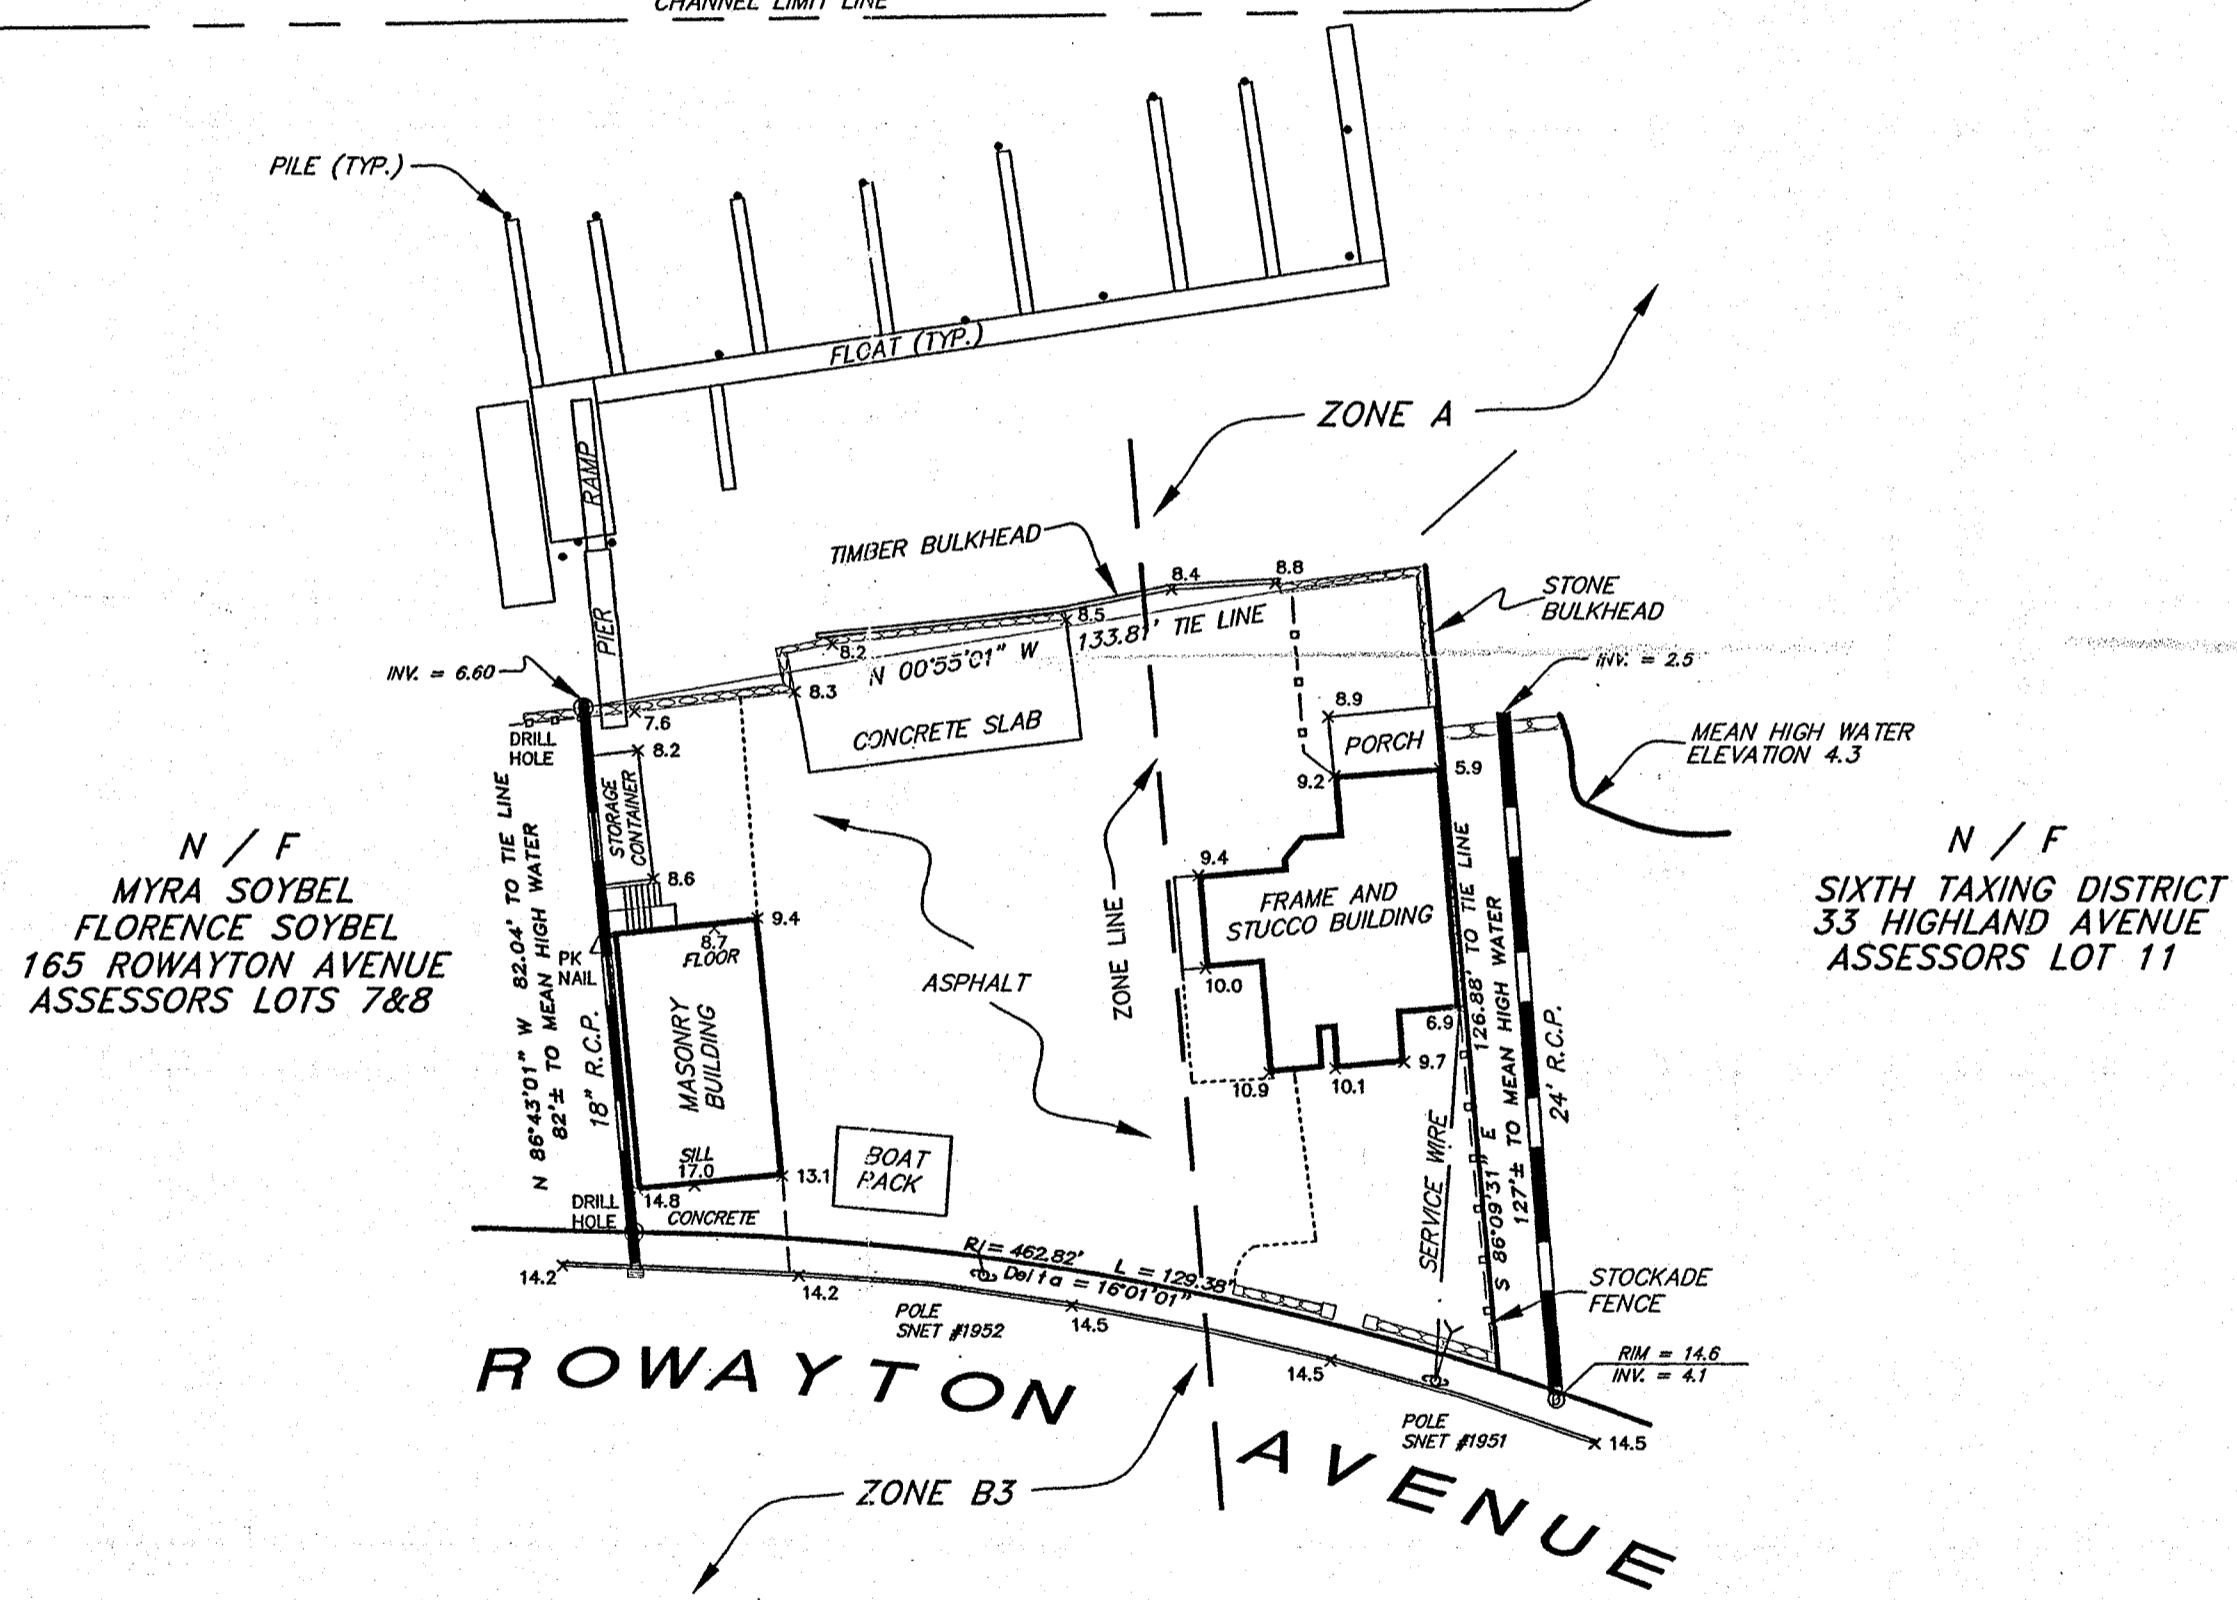 CHANNEL LIMIT LINE
PILE (TYP.)
FLOAT (TYP.)
ZONE A
RAMP
TIMBER BULKHEAD
8.4
8.8
STONE
BULKHEAD
PIER
8.5
133.81' TIE LINE
8.2
N 00°55'01" W
INV. = 6.60
INV. = 2.5
8.3
8.9
7.6
DRILL
HOLE
8.2
CONCRETE SLAB
PORCH
MEAN HIGH WATER
ELEVATION 4.3
9.2
5.9
STORAGE
CONTAINER
N / F
MYRA SOYBEL
FLORENCE SOYBEL
165 ROWAYTON AVENUE
ASSESSORS LOTS 7&8
N 86°43'01" W 82.04' TO TIE LINE
82'± TO MEAN HIGH WATER
18" R.C.P.
8.6
9.4
8.7
FLOOR
PK
NAIL
9.4
FRAME AND
STUCCO BUILDING
N / F
SIXTH TAXING DISTRICT
33 HIGHLAND AVENUE
ASSESSORS LOT 11
ZONE LINE
ASPHALT
10.0
MASONRY
BUILDING
6.9
9.7
10.9
10.1
S 86°09'31" E 126.88' TO TIE LINE
127'± TO MEAN HIGH WATER
24' R.C.P.
SERVICE WIRE
SILL
17.0
13.1
BOAT
RACK
14.8
DRILL
HOLE
CONCRETE
R = 462.82' L = 129.38'
Delta = 16°01'01"
14.2
14.2
POLE
SNET #1952
14.5
STOCKADE
FENCE
14.5
RIM = 14.6
INV. = 4.1
POLE
SNET #1951
14.5
ROWAYTON
AVENUE
ZONE B3